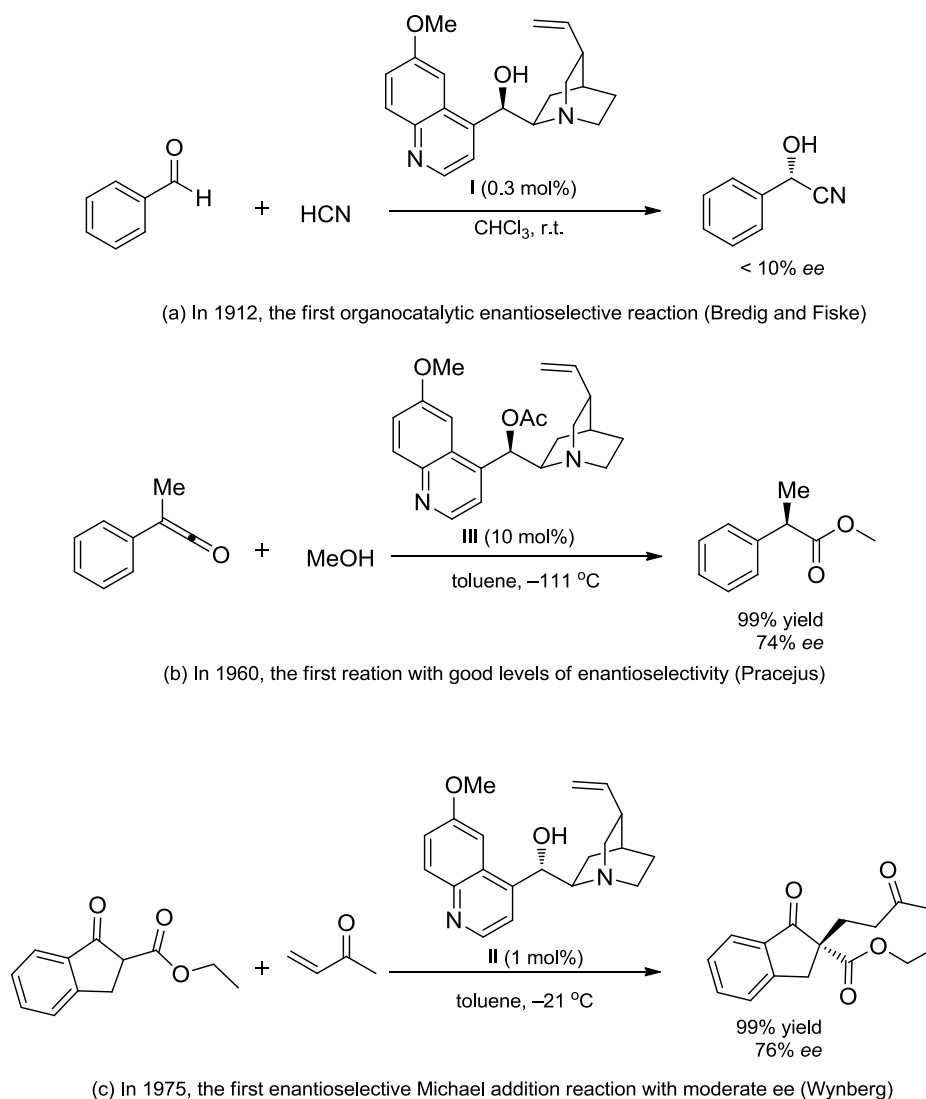 OMe
OH
N
N
O
H
+
HCN
I (0.3 mol%)
CHCl3, r.t.
OH
CN
< 10% ee
(a) In 1912, the first organocatalytic enantioselective reaction (Bredig and Fiske)
OMe
OAc
N
N
Me
O
+
MeOH
III (10 mol%)
toluene, –111 °C
Me
O
O
99% yield
74% ee
(b) In 1960, the first reation with good levels of enantioselectivity (Pracejus)
OMe
OH
N
N
O
O
O
+
O
II (1 mol%)
toluene, –21 °C
O
O
O
O
99% yield
76% ee
(c) In 1975, the first enantioselective Michael addition reaction with moderate ee (Wynberg)